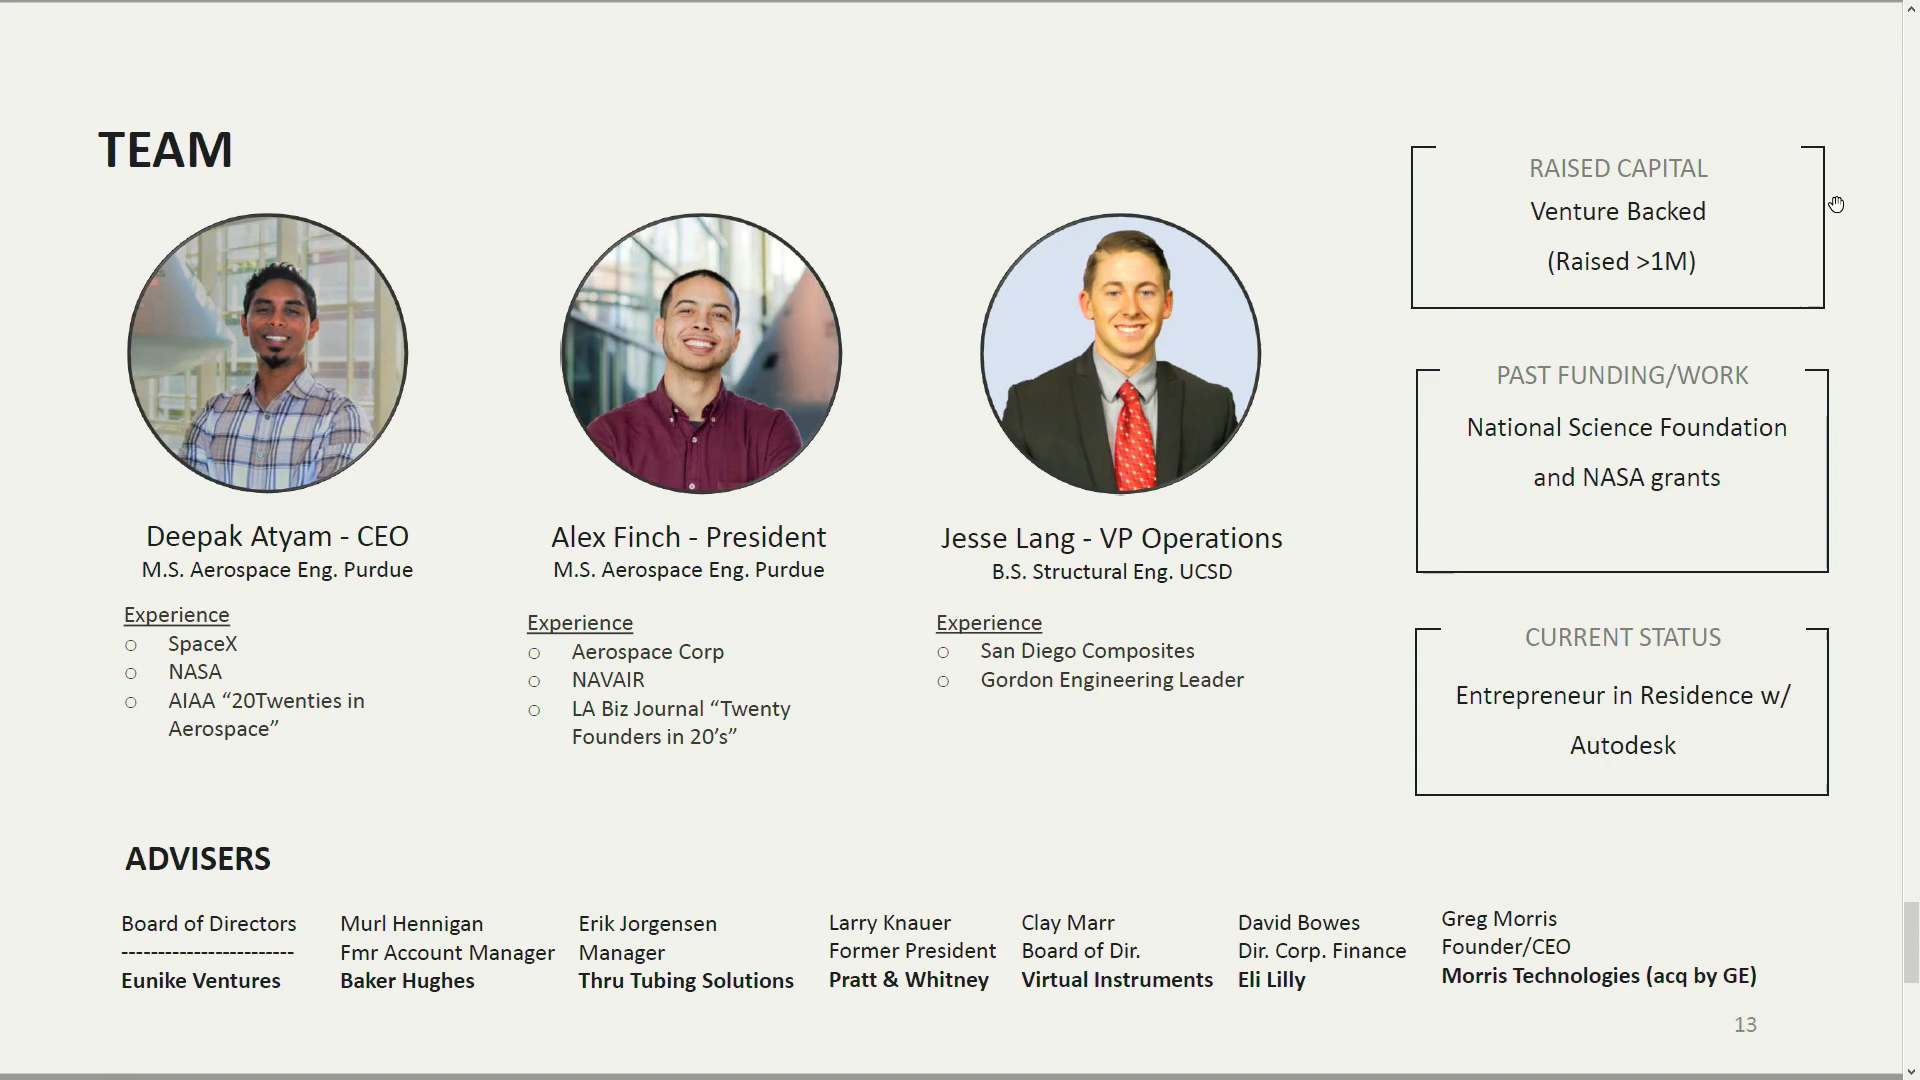 TEAM
Deepak Atyam - CEO
M.S. Aerospace Eng. Purdue
Experience
○ SpaceX
○ NASA
○ AIAA “20Twenties in
Aerospace”
Alex Finch - President
M.S. Aerospace Eng. Purdue
Experience
○ Aerospace Corp
○ NAVAIR
○ LA Biz Journal “Twenty
Founders in 20’s”
Jesse Lang - VP Operations
B.S. Structural Eng. UCSD
Experience
○ San Diego Composites
○ Gordon Engineering Leader
RAISED CAPITAL
Venture Backed
(Raised >1M)
PAST FUNDING/WORK
National Science Foundation
and NASA grants
CURRENT STATUS
Entrepreneur in Residence w/
Autodesk
ADVISERS
Board of Directors
------------------------
Eunike Ventures
Murl Hennigan
Fmr Account Manager
Baker Hughes
Erik Jorgensen
Manager
Thru Tubing Solutions
Larry Knauer
Former President
Pratt & Whitney
Clay Marr
Board of Dir.
Virtual Instruments
David Bowes
Dir. Corp. Finance
Eli Lilly
Greg Morris
Founder/CEO
Morris Technologies (acq by GE)
13